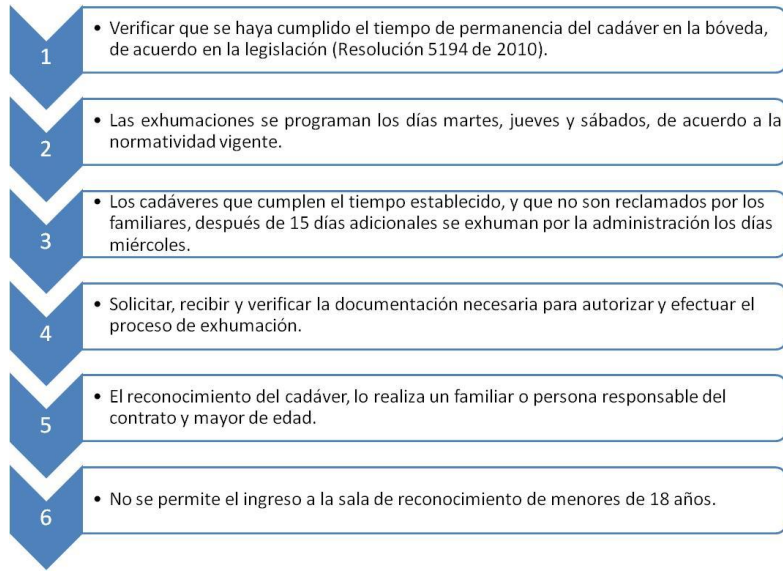 1
• Verificar que se haya cumplido el tiempo de permanencia del cadáver en la bóveda,
de acuerdo en la legislación (Resolución 5194 de 2010).
2
• Las exhumaciones se programan los días martes, jueves y sábados, de acuerdo a la
normatividad vigente.
3
• Los cadáveres que cumplen el tiempo establecido, y que no son reclamados por los
familiares, después de 15 días adicionales se exhuman por la administración los días
miércoles.
4
• Solicitar, recibir y verificar la documentación necesaria para autorizar y efectuar el
proceso de exhumación.
5
• El reconocimiento del cadáver, lo realiza un familiar o persona responsable del
contrato y mayor de edad.
6
• No se permite el ingreso a la sala de reconocimiento de menores de 18 años.